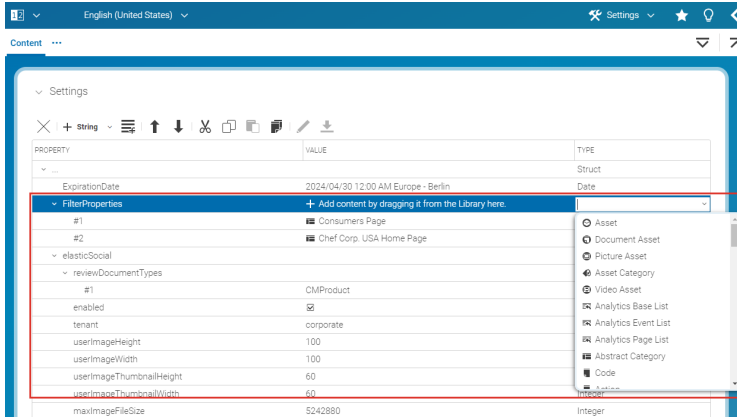 English (United States)
Settings
Content ...
Settings
+ String
PROPERTY VALUE TYPE
... Struct
ExpirationDate 2024/04/30 12:00 AM Europe - Berlin Date
FilterProperties + Add content by dragging it from the Library here.
#1 Consumers Page
#2 Chef Corp. USA Home Page
elasticSocial
reviewDocumentTypes
#1 CMProduct
enabled
tenant corporate
userImageHeight 100
userImageWidth 100
userImageThumbnailHeight 60
userImageThumbnailWidth 60 Integer
maxImageFileSize 5242880 Integer
Asset
Document Asset
Picture Asset
Asset Category
Video Asset
Analytics Base List
Analytics Event List
Analytics Page List
Abstract Category
Code
Action